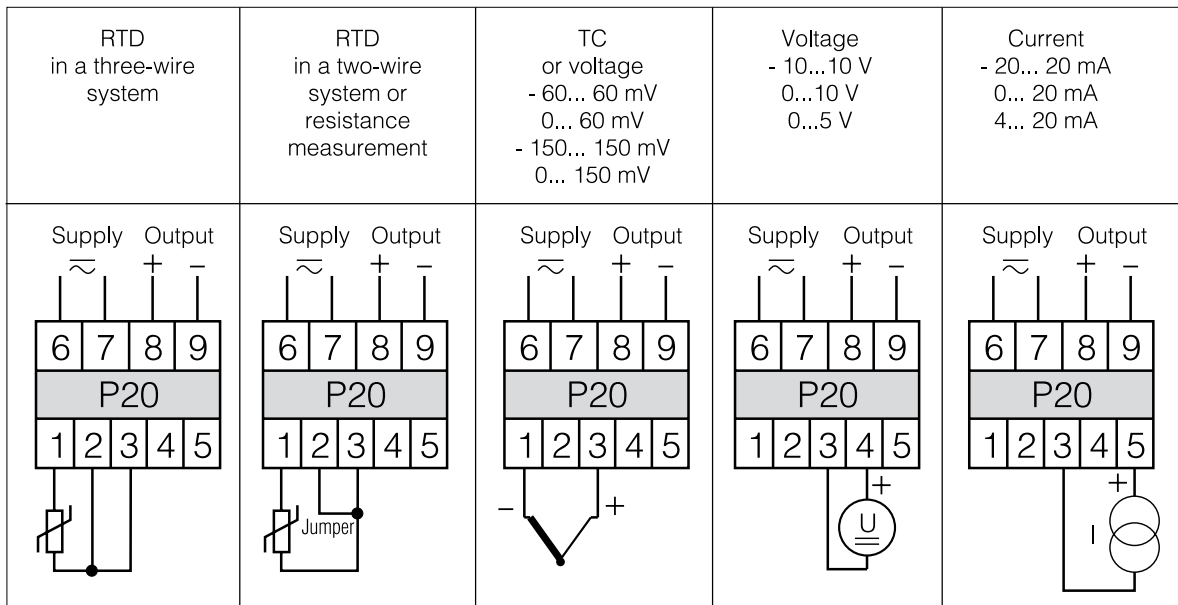 RTD
in a three-wire
system
RTD
in a two-wire
system or
resistance
measurement
TC
or voltage
- 60... 60 mV
0... 60 mV
- 150... 150 mV
0... 150 mV
Voltage
- 10...10 V
0...10 V
0...5 V
Current
- 20... 20 mA
0... 20 mA
4... 20 mA
Supply Output
+ −
6 7 8 9
P20
1 2 3 4 5
Supply Output
+ −
6 7 8 9
P20
1 2 3 4 5
Jumper
Supply Output
+ −
6 7 8 9
P20
1 2 3 4 5
− +
Supply Output
+ −
6 7 8 9
P20
1 2 3 4 5
+
U
Supply Output
+ −
6 7 8 9
P20
1 2 3 4 5
+
I